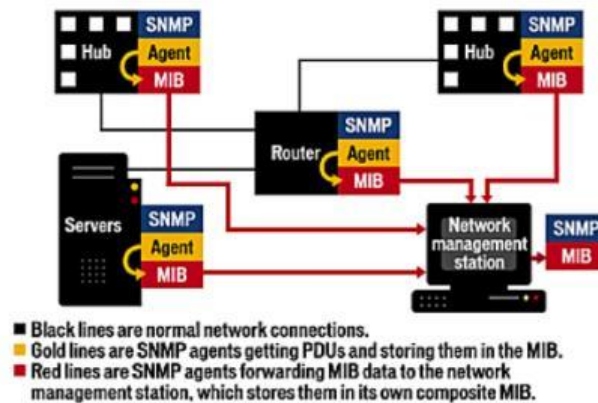 SNMP
Hub
Agent
MIB
SNMP
Hub
Agent
MIB
SNMP
Router
Agent
MIB
SNMP
Servers
Agent
MIB
Network
management
station
SNMP
MIB
Black lines are normal network connections.
Gold lines are SNMP agents getting PDUs and storing them in the MIB.
Red lines are SNMP agents forwarding MIB data to the network
management station, which stores them in its own composite MIB.